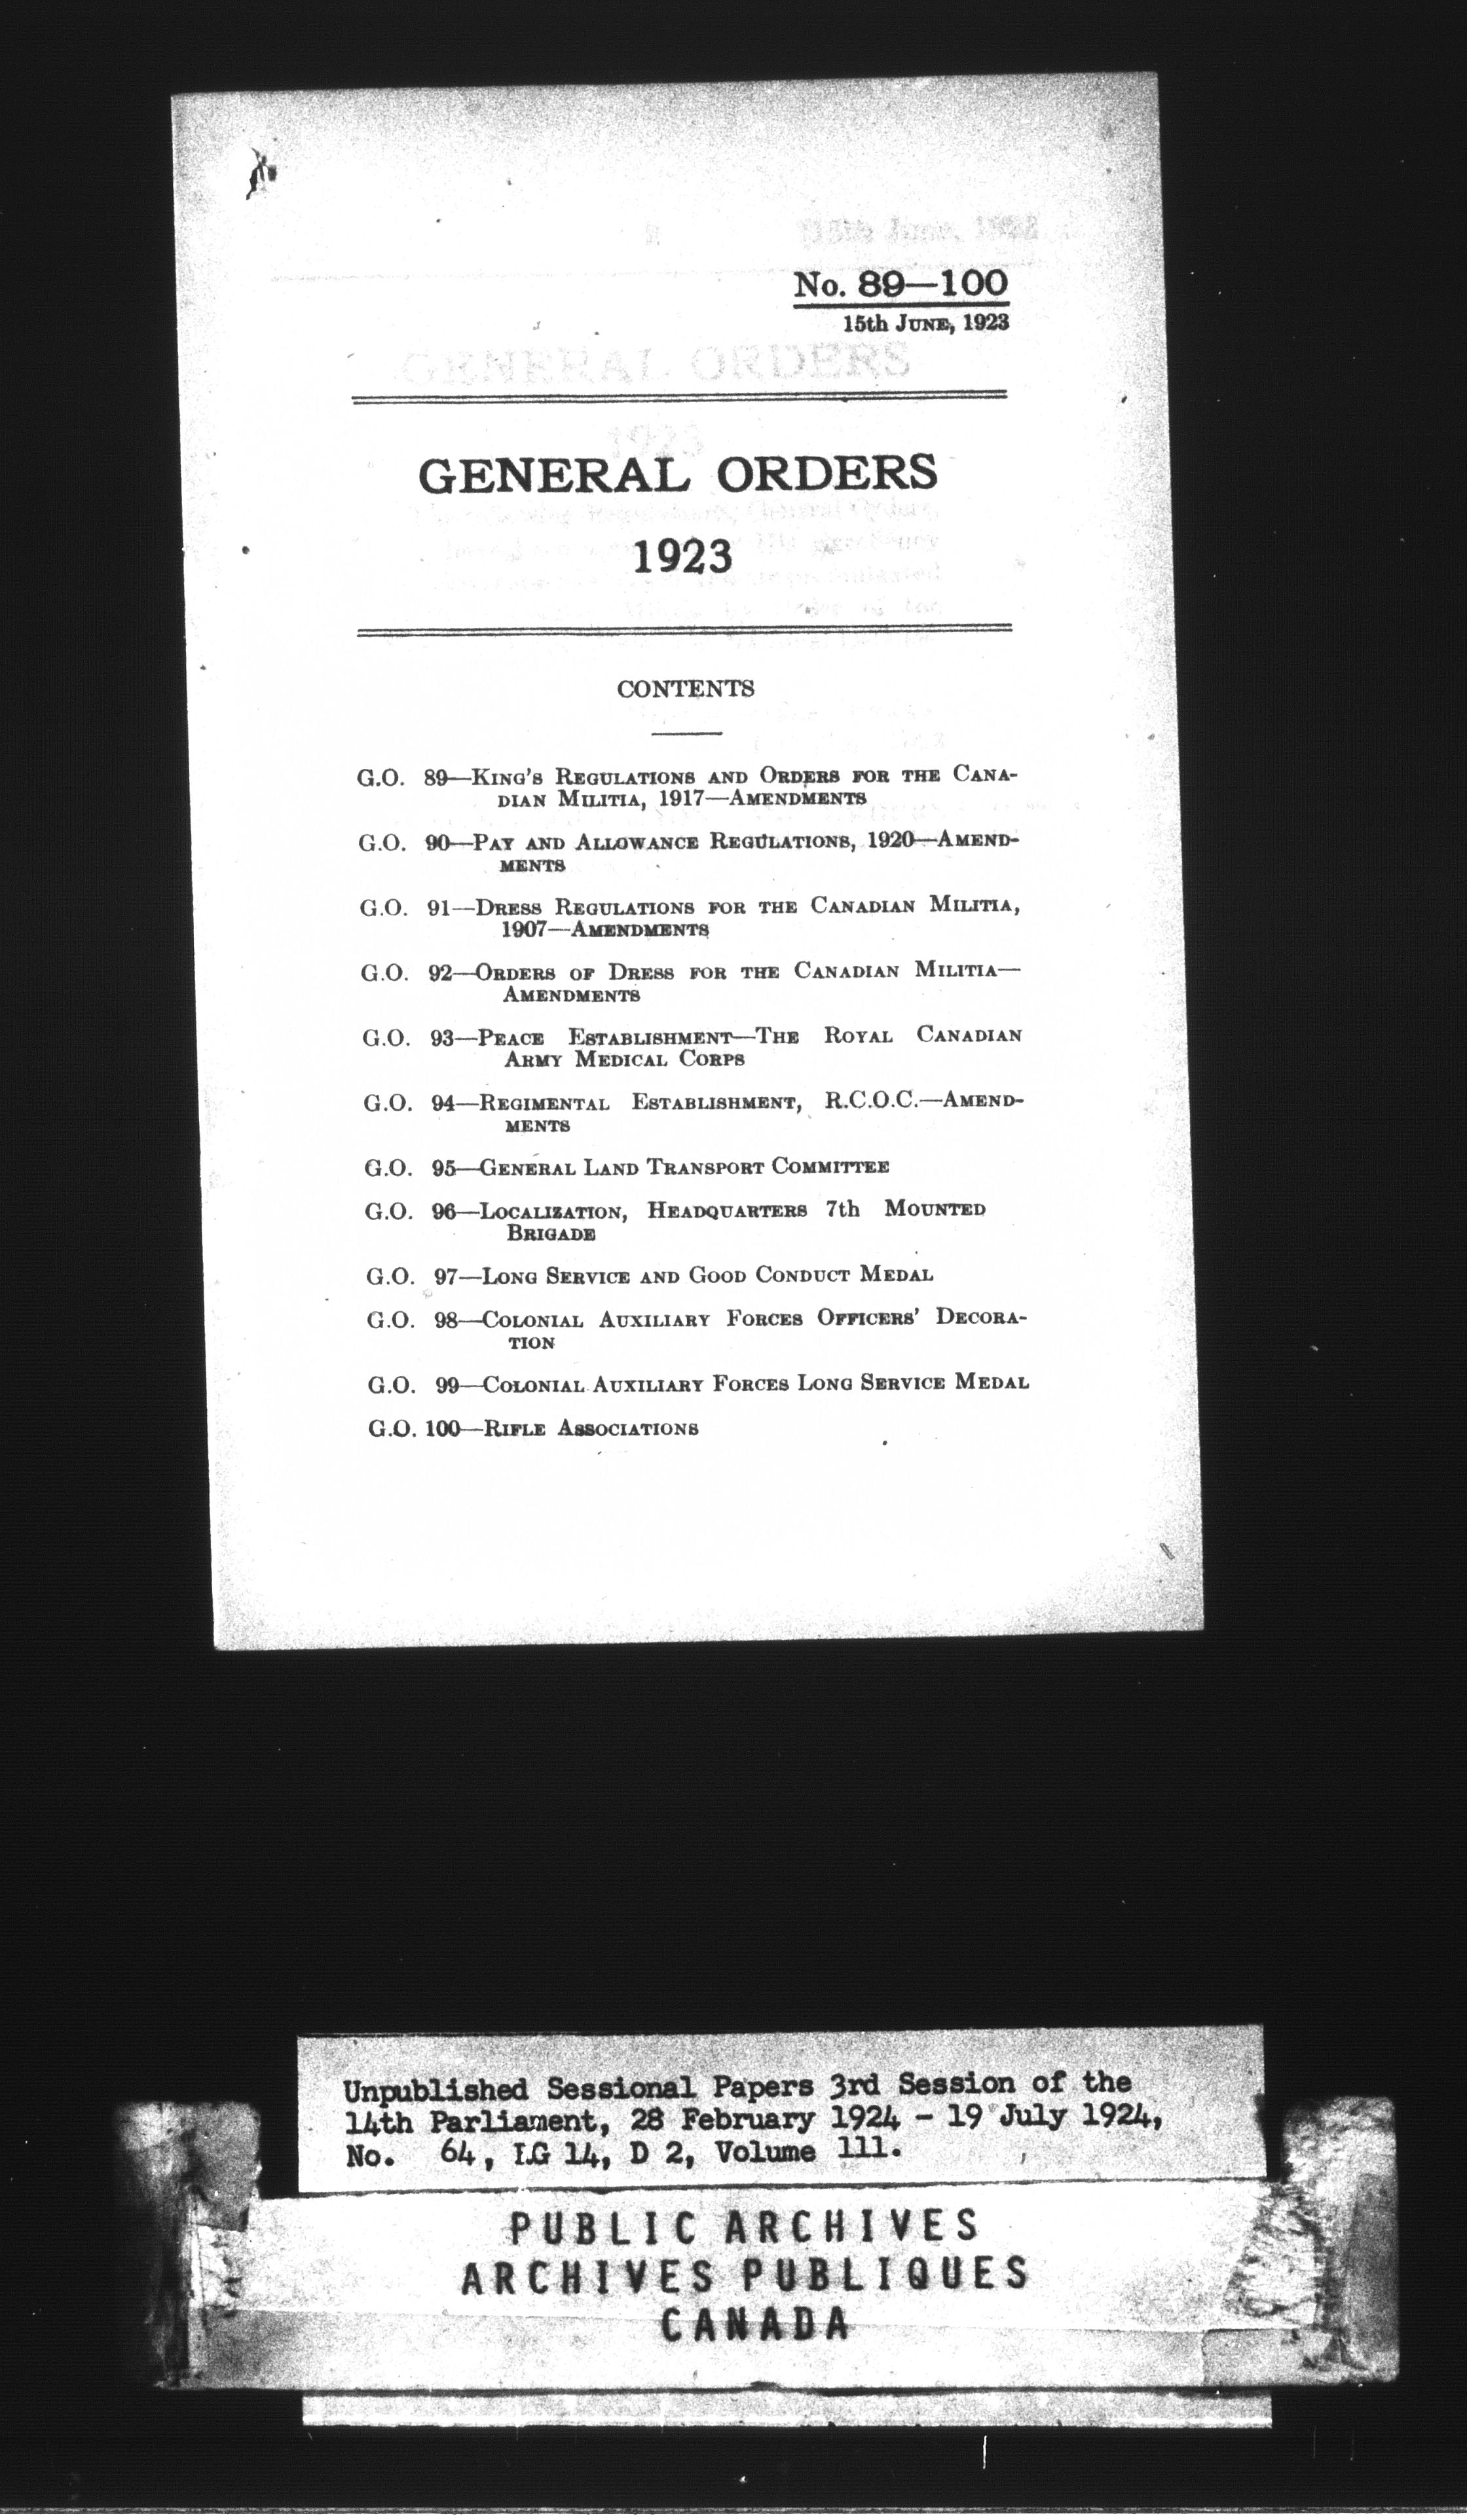 No. 89—100
15th JUNE, 1923
GENERAL ORDERS
1923
CONTENTS
G.O. 89—KING'S REGULATIONS AND ORDERS FOR THE CANA-
DIAN MILITIA, 1917—AMENDMENTS
G.O. 90—PAY AND ALLOWANCE REGULATIONS, 1920—AMEND-
MENTS
G.O. 91—DRESS REGULATIONS FOR THE CANADIAN MILITIA,
1907—AMENDMENTS
G.O. 92—ORDERS OF DRESS FOR THE CANADIAN MILITIA—
AMENDMENTS
G.O. 93—PEACE ESTABLISHMENT—THE ROYAL CANADIAN
ARMY MEDICAL CORPS
G.O. 94—REGIMENTAL ESTABLISHMENT, R.C.O.C.—AMEND-
MENTS
G.O. 95—GENERAL LAND TRANSPORT COMMITTEE
G.O. 96—LOCALIZATION, HEADQUARTERS 7th MOUNTED
BRIGADE
G.O. 97—LONG SERVICE AND GOOD CONDUCT MEDAL
G.O. 98—COLONIAL AUXILIARY FORCES OFFICERS' DECORA-
TION
G.O. 99—COLONIAL AUXILIARY FORCES LONG SERVICE MEDAL
G.O. 100—RIFLE ASSOCIATIONS
Unpublished Sessional Papers 3rd Session of the
14th Parliament, 28 February 1924 - 19 July 1924,
No. 64, LG 14, D 2, Volume 111.
PUBLIC ARCHIVES
ARCHIVES PUBLIQUES
CANADA